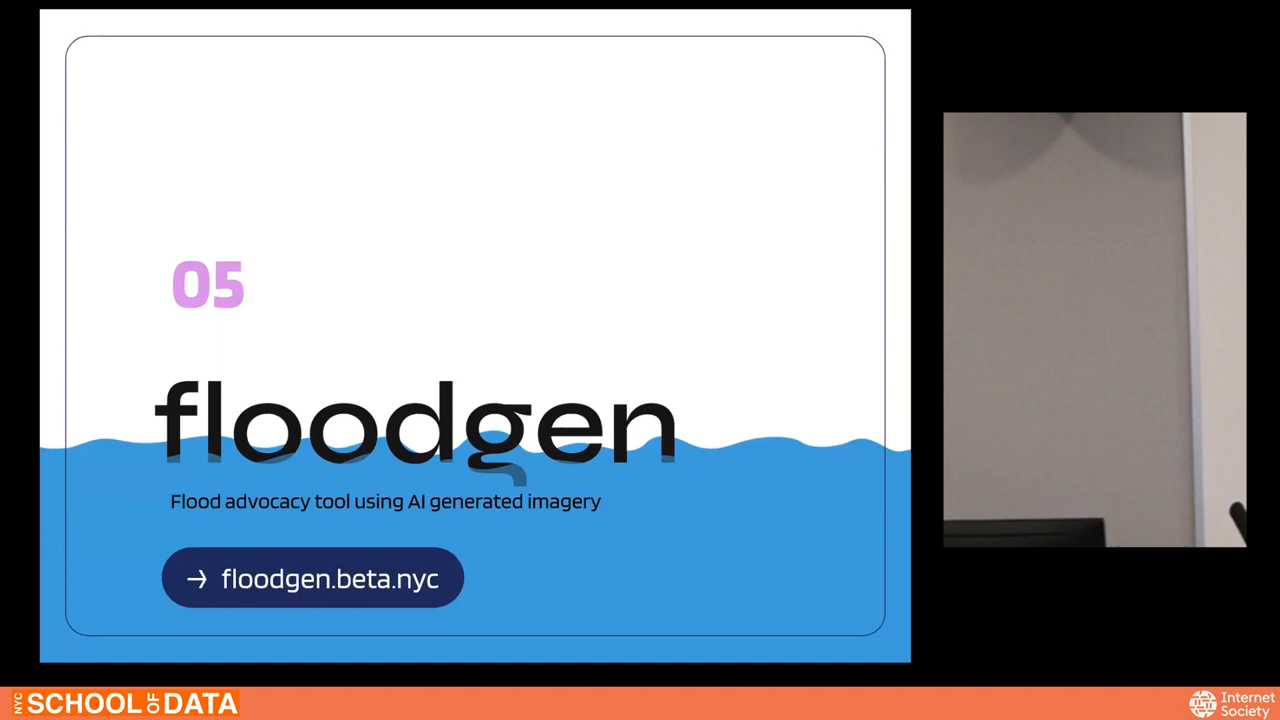 05
floodgen
Flood advocacy tool using AI generated imagery
→ floodgen.beta.nyc
NYC SCHOOL OF DATA
Internet
Society